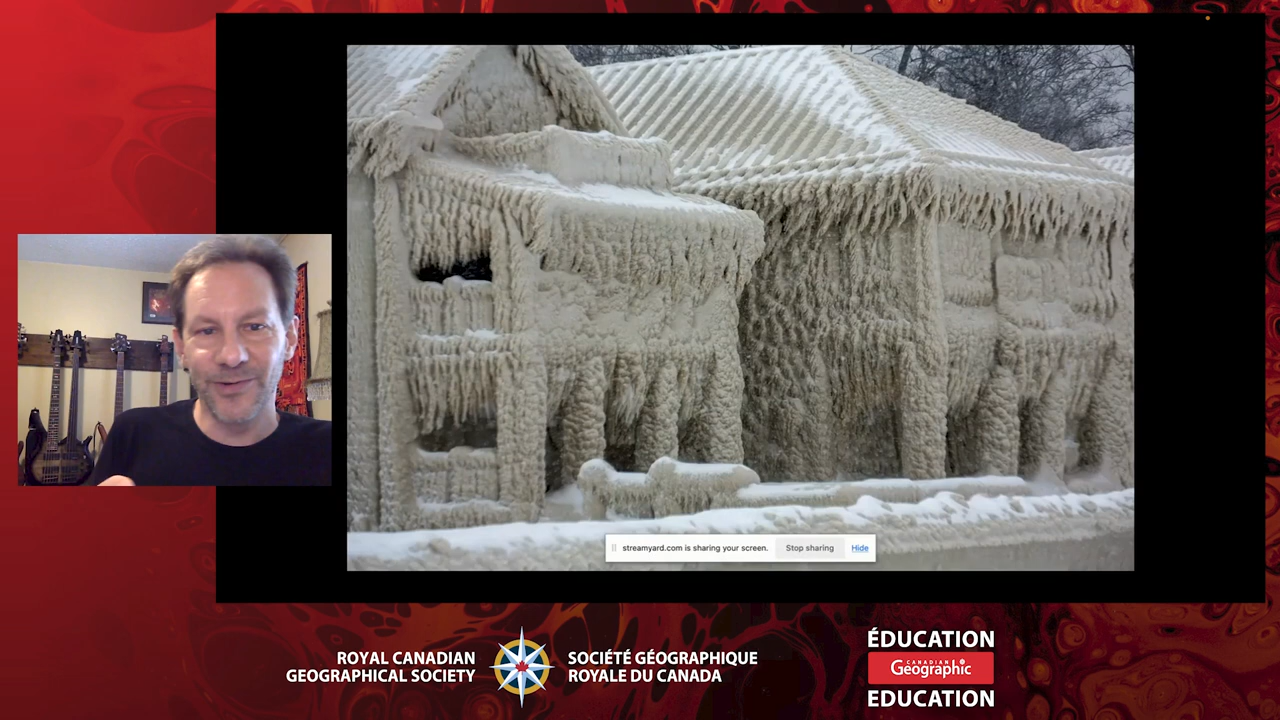 streamyard.com is sharing your screen. Stop sharing Hide
ROYAL CANADIAN
GEOGRAPHICAL SOCIETY
SOCIÉTÉ GÉOGRAPHIQUE
ROYALE DU CANADA
ÉDUCATION
CANADIAN
Geographic
EDUCATION